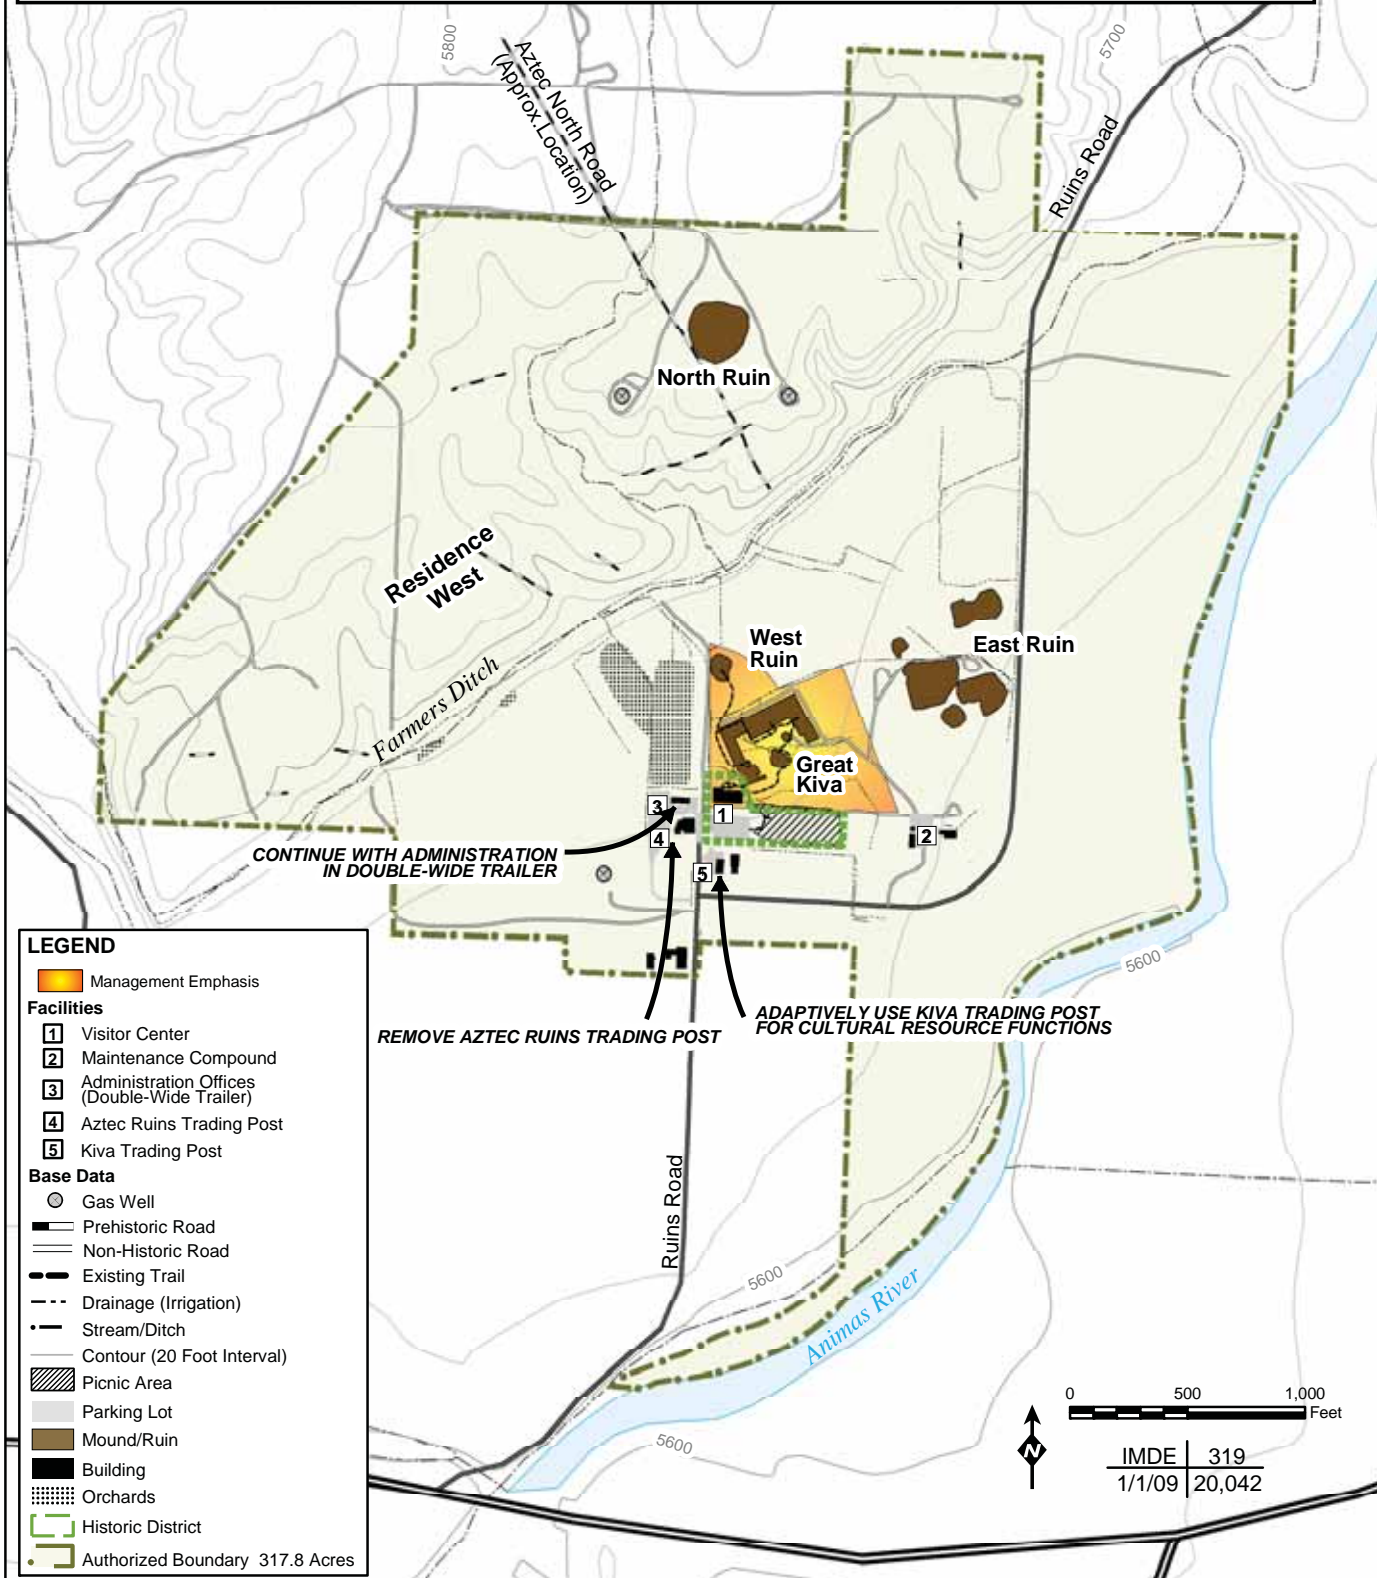 5800
5700
Aztec North Road
(Approx.Location)
Ruins Road
North Ruin
Residence
West
Farmers Ditch
West
Ruin
East Ruin
Great
Kiva
1
2
3
4
5
CONTINUE WITH ADMINISTRATION
IN DOUBLE-WIDE TRAILER
REMOVE AZTEC RUINS TRADING POST
ADAPTIVELY USE KIVA TRADING POST
FOR CULTURAL RESOURCE FUNCTIONS
5600
Ruins Road
5600
Animas River
5600
LEGEND
Management Emphasis
Facilities
1 Visitor Center
2 Maintenance Compound
3 Administration Offices
(Double-Wide Trailer)
4 Aztec Ruins Trading Post
5 Kiva Trading Post
Base Data
Gas Well
Prehistoric Road
Non-Historic Road
Existing Trail
Drainage (Irrigation)
Stream/Ditch
Contour (20 Foot Interval)
Picnic Area
Parking Lot
Mound/Ruin
Building
Orchards
Historic District
Authorized Boundary 317.8 Acres
0 500 1,000
Feet
N
IMDE 319
1/1/09 20,042